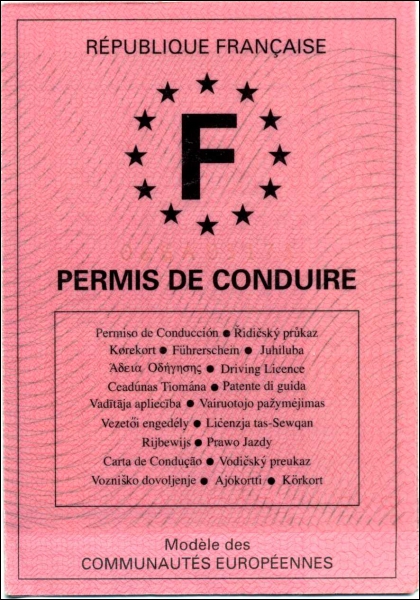 RÉPUBLIQUE FRANÇAISE
F
PERMIS DE CONDUIRE
Permiso de Conducción ● Řidičský průkaz
Kørekort ● Führerschein ● Juhiluba
Άδεια Οδήγησης ● Driving Licence
Ceadúnas Tiomána ● Patente di guida
Vadītāja apliecība ● Vairuotojo pažymėjimas
Vezetői engedély ● Liċenzja tas-Sewqan
Rijbewijs ● Prawo Jazdy
Carta de Condução ● Vodičský preukaz
Vozniško dovoljenje ● Ajokortti ● Körkort
Modèle des
COMMUNAUTÉS EUROPÉENNES